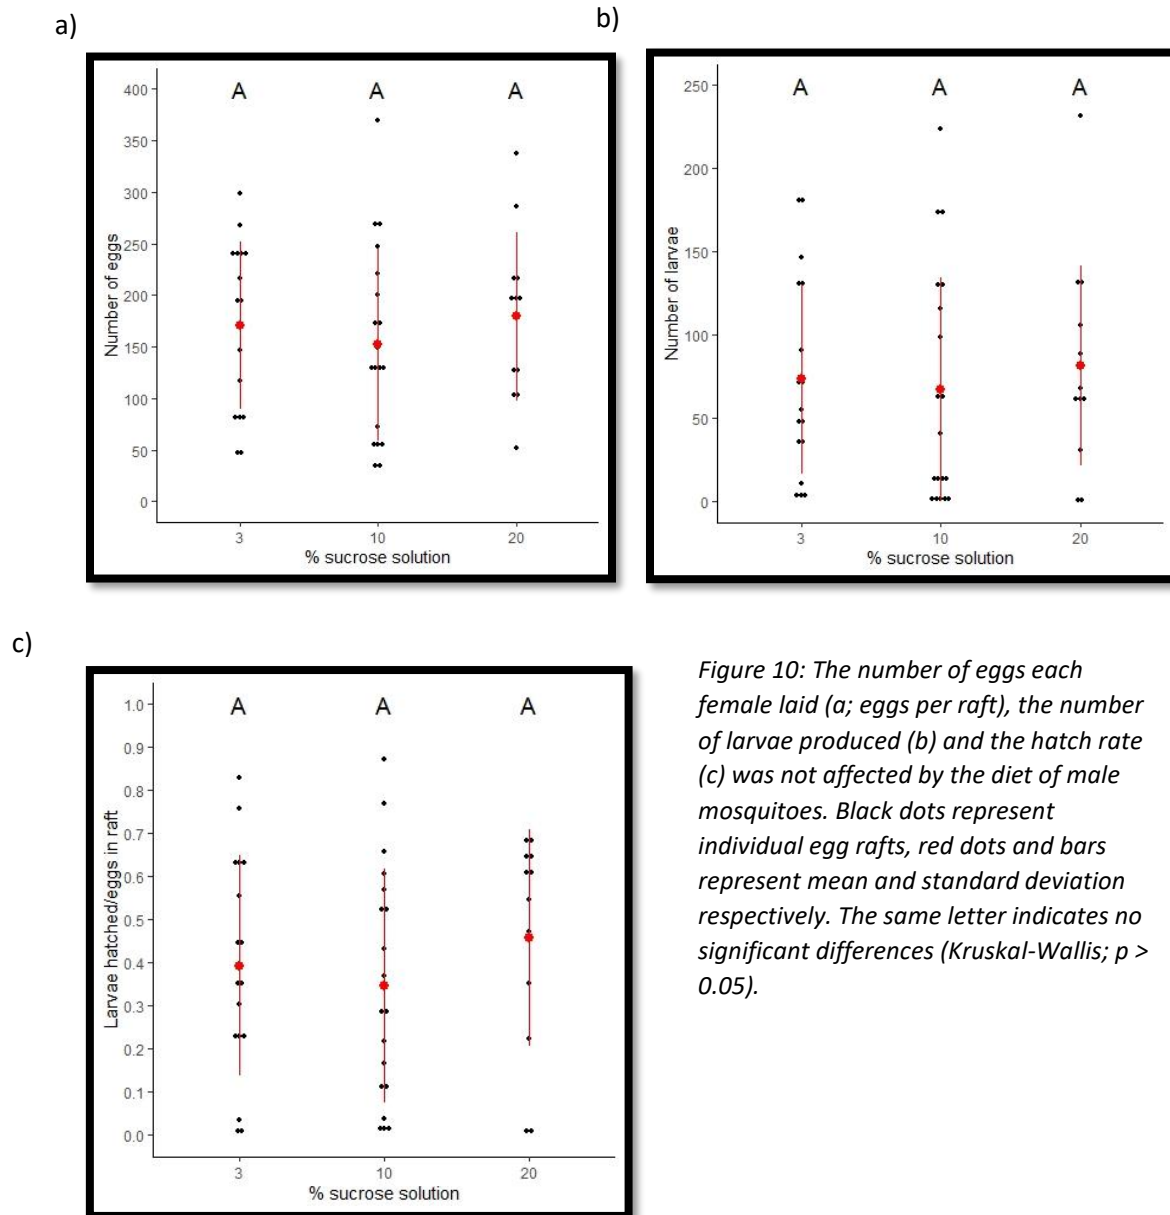 a)
A A A
400
350
300
250
200
150
100
50
0
Number of eggs
3 10 20
% sucrose solution
b)
A A A
250
200
150
100
50
0
Number of larvae
3 10 20
% sucrose solution
c)
A A A
1.0
0.9
0.8
0.7
0.6
0.5
0.4
0.3
0.2
0.1
0.0
Larvae hatched/eggs in raft
3 10 20
% sucrose solution
Figure 10: The number of eggs each
female laid (a; eggs per raft), the number
of larvae produced (b) and the hatch rate
(c) was not affected by the diet of male
mosquitoes. Black dots represent
individual egg rafts, red dots and bars
represent mean and standard deviation
respectively. The same letter indicates no
significant differences (Kruskal-Wallis; p >
0.05).